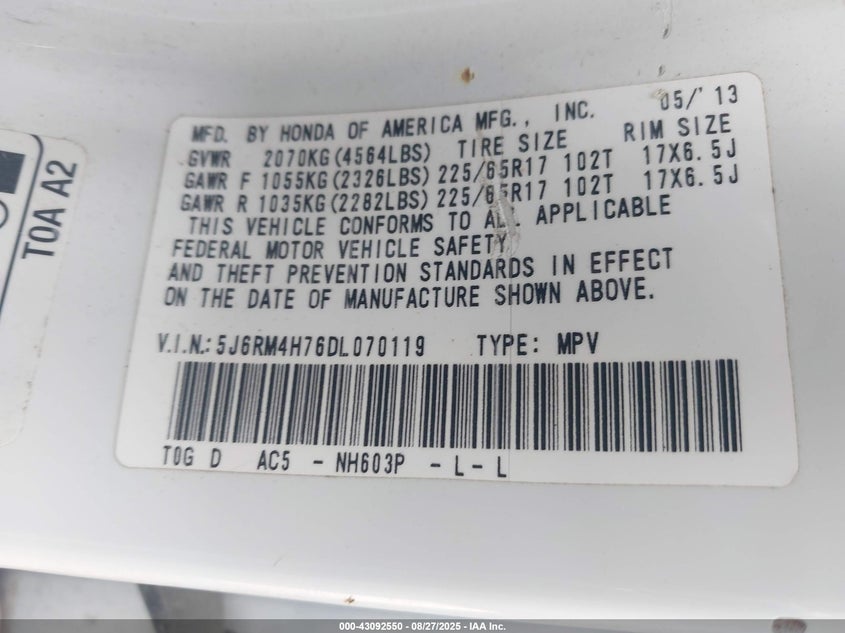 MFD. BY HONDA OF AMERICA MFG., INC. 05/'13
GVWR 2070KG(4564LBS) TIRE SIZE RIM SIZE
GAWR F 1055KG(2326LBS) 225/65R17 102T 17X6.5J
GAWR R 1035KG(2282LBS) 225/65R17 102T 17X6.5J
THIS VEHICLE CONFORMS TO ALL APPLICABLE
FEDERAL MOTOR VEHICLE SAFETY
AND THEFT PREVENTION STANDARDS IN EFFECT
ON THE DATE OF MANUFACTURE SHOWN ABOVE.
V.I.N.: 5J6RM4H76DL070119 TYPE: MPV
T0G D AC5 - NH603P - L - L
T0A A2
000-43092550 - 08/27/2025 - IAA Inc.